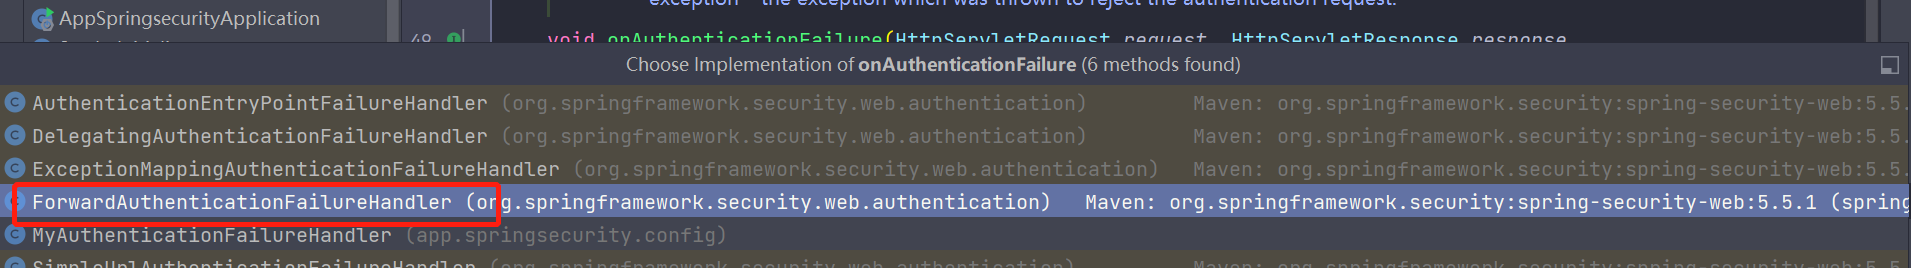 exception – the exception which was thrown to reject the authentication request.
AppSpringsecurityApplication
49
void onAuthenticationFailure(HttpServletRequest request, HttpServletResponse response
Choose Implementation of onAuthenticationFailure (6 methods found)
AuthenticationEntryPointFailureHandler (org.springframework.security.web.authentication) Maven: org.springframework.security:spring-security-web:5.5.
DelegatingAuthenticationFailureHandler (org.springframework.security.web.authentication) Maven: org.springframework.security:spring-security-web:5.5.
ExceptionMappingAuthenticationFailureHandler (org.springframework.security.web.authentication) Maven: org.springframework.security:spring-security-web:5.5.
ForwardAuthenticationFailureHandler (org.springframework.security.web.authentication) Maven: org.springframework.security:spring-security-web:5.5.1 (spring
MyAuthenticationFailureHandler (app.springsecurity.config)
SimpleUrlAuthenticationFailureHandler (org.springframework.security.web.authentication) Maven: org.springframework.security:spring-security-web:5.5.